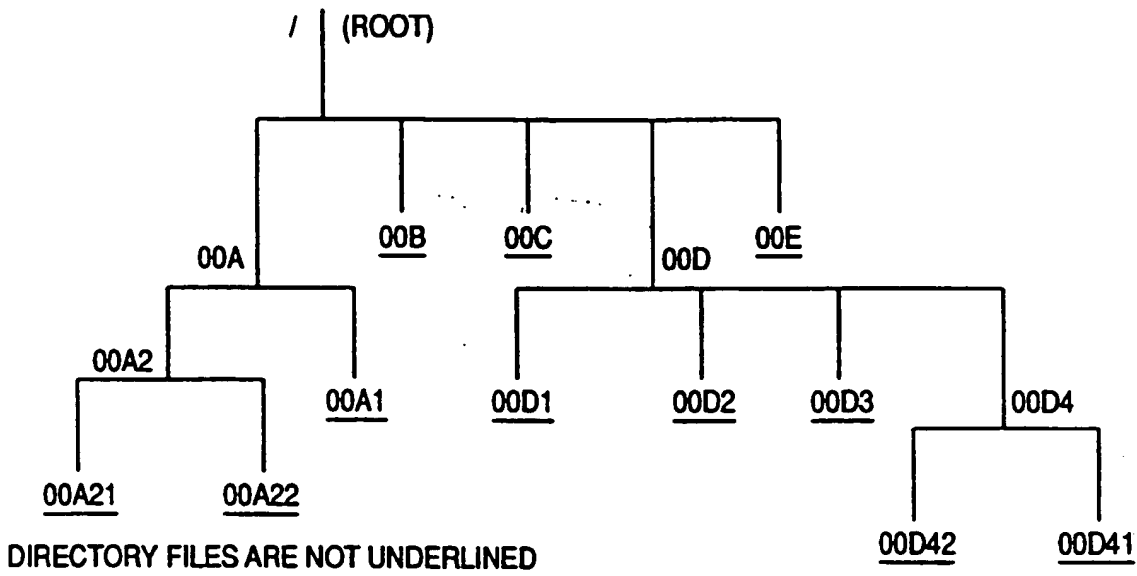 / (ROOT)
00B 00C 00E
00A 00D
00A2
00A1 00D1 00D2 00D3 00D4
00A21 00A22
00D42 00D41
DIRECTORY FILES ARE NOT UNDERLINED